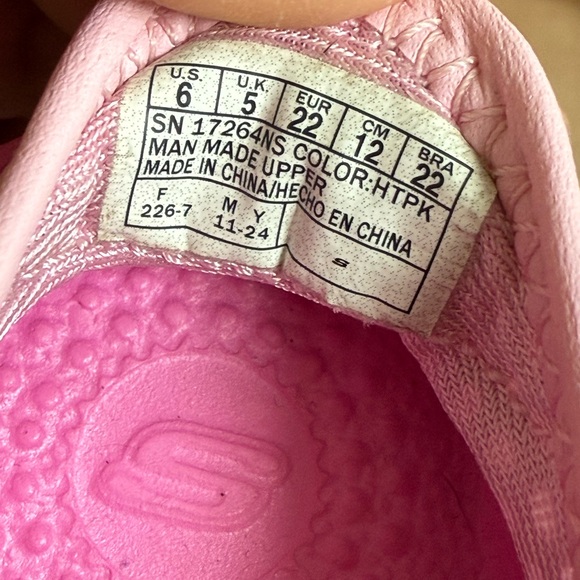 U.S. U.K EUR CM BRA
6 5 22 12 22
SN 17264NS COLOR:HTPK
MAN MADE UPPER
MADE IN CHINA/HECHO EN CHINA
F M Y
226-7 11-24
S